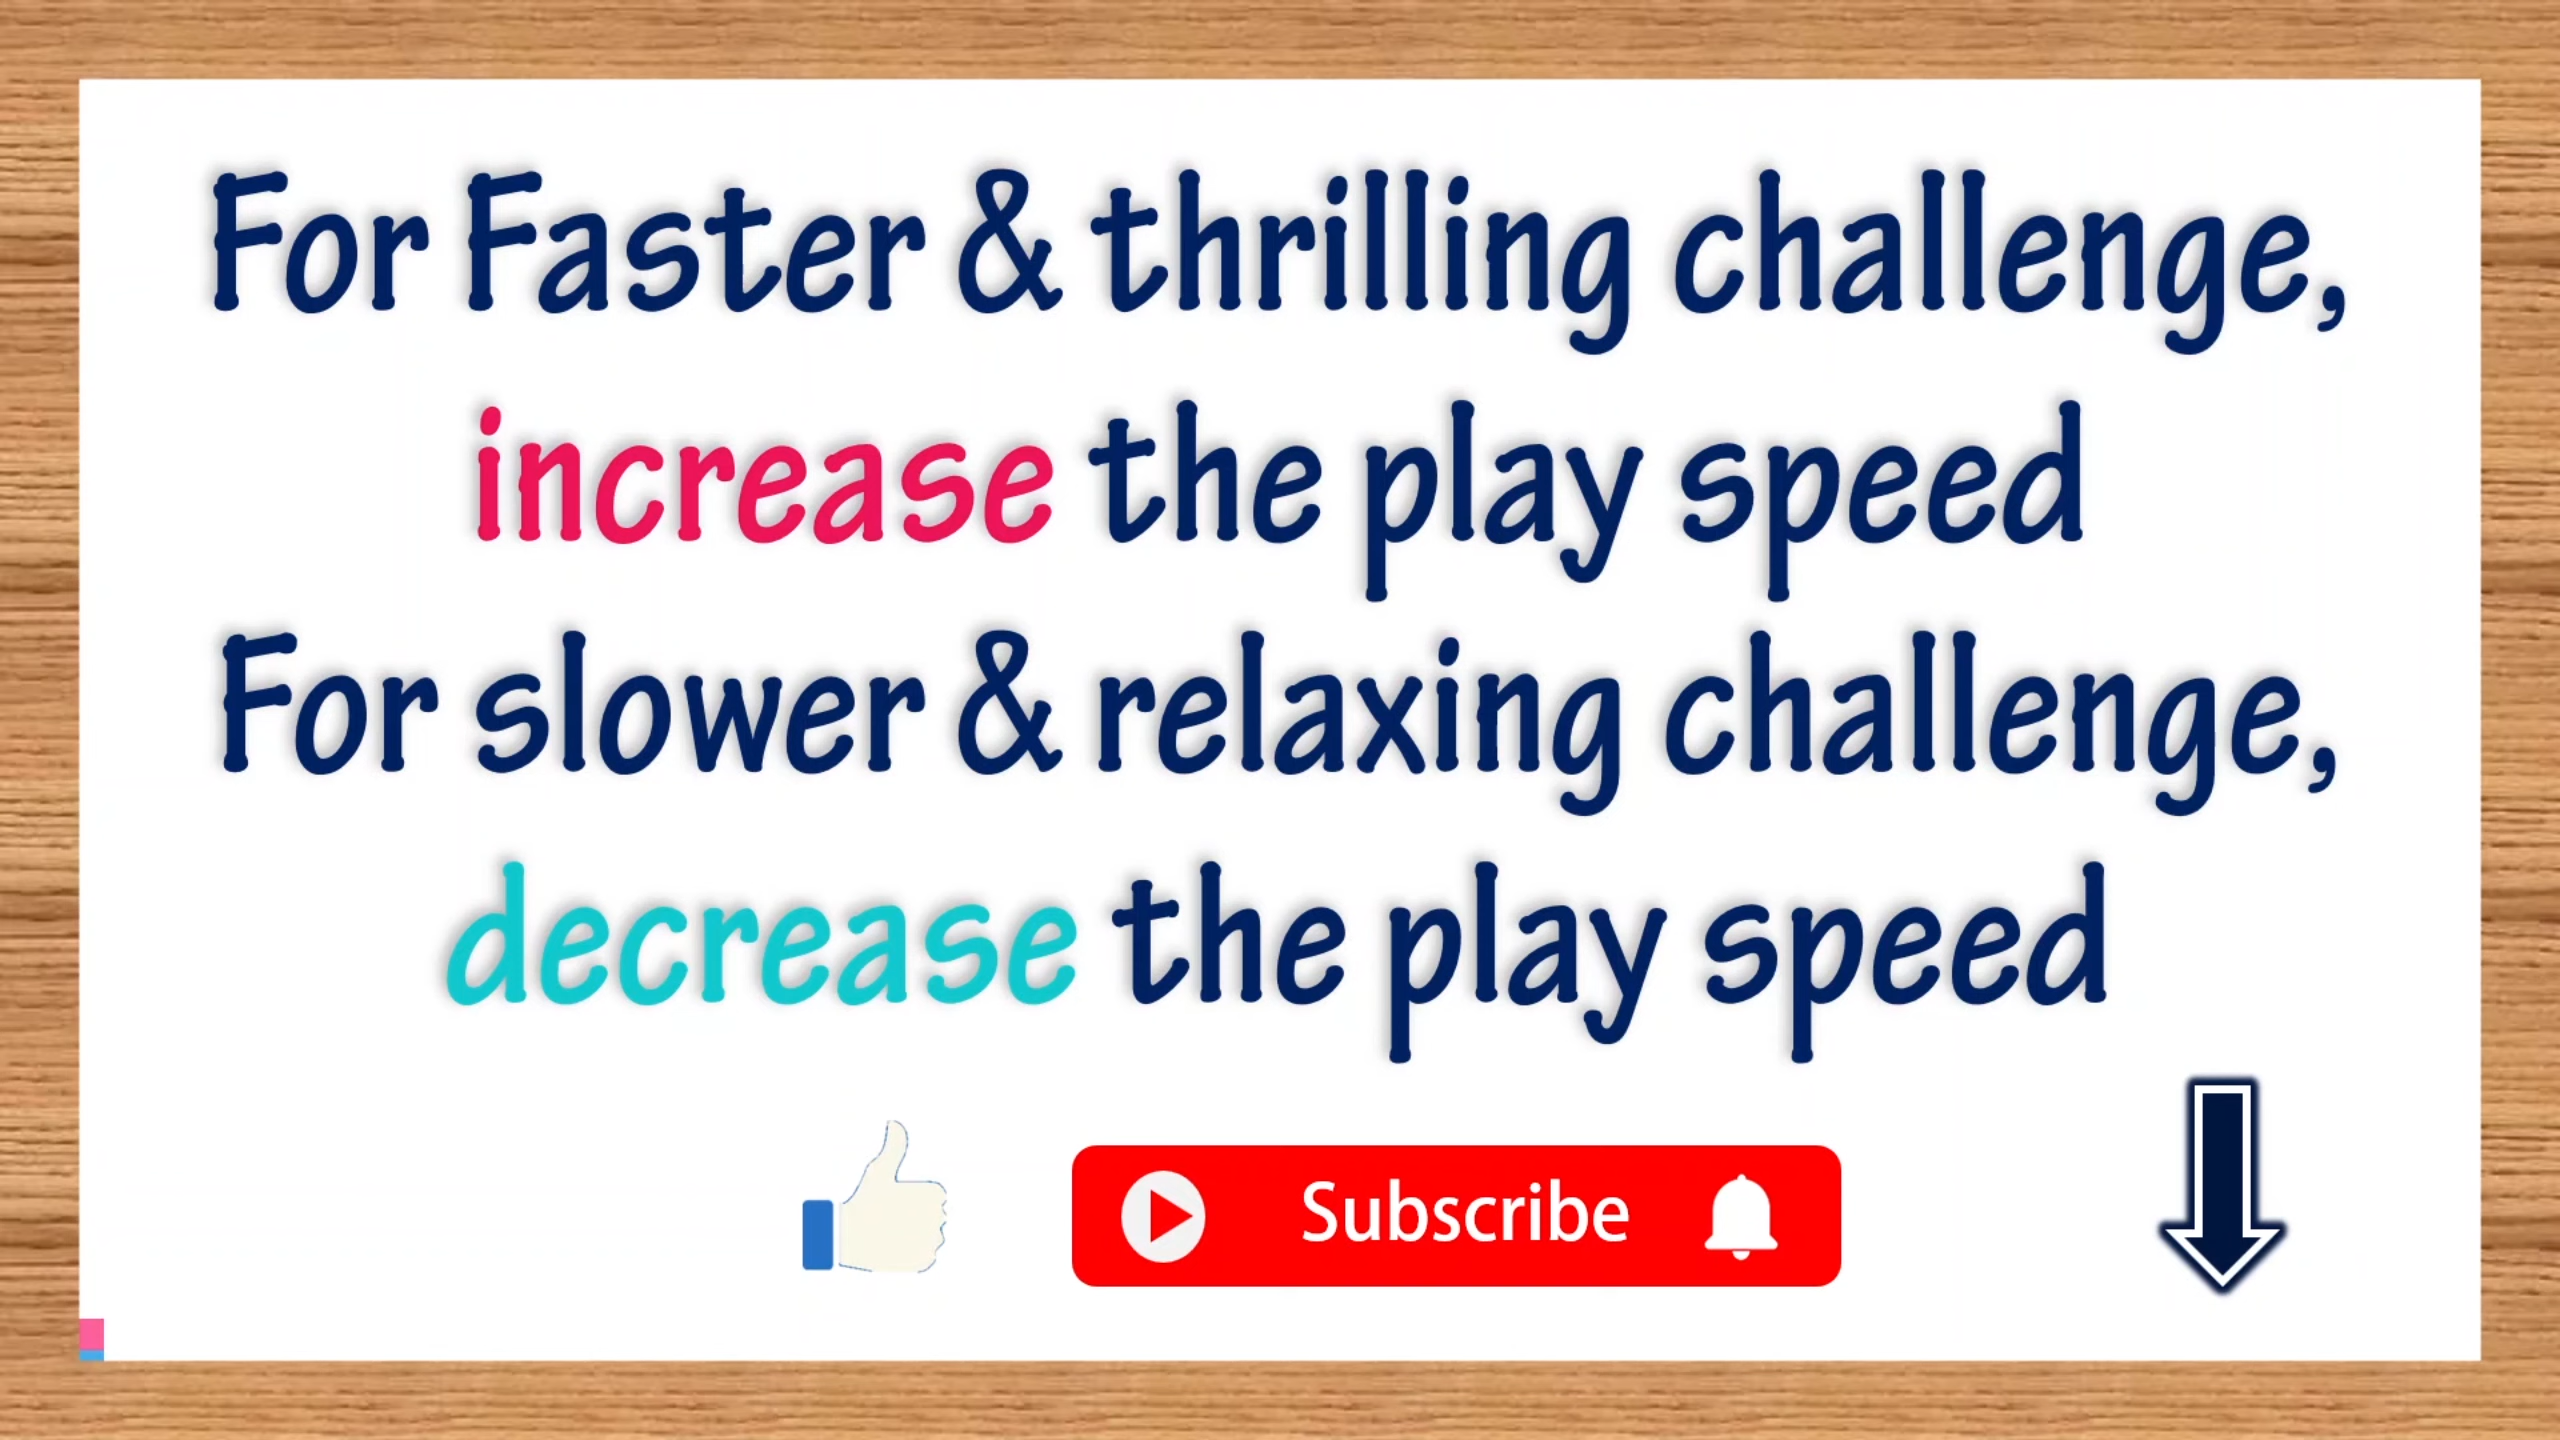 For Faster & thrilling challenge,
increase the play speed
For slower & relaxing challenge,
decrease the play speed
Subscribe